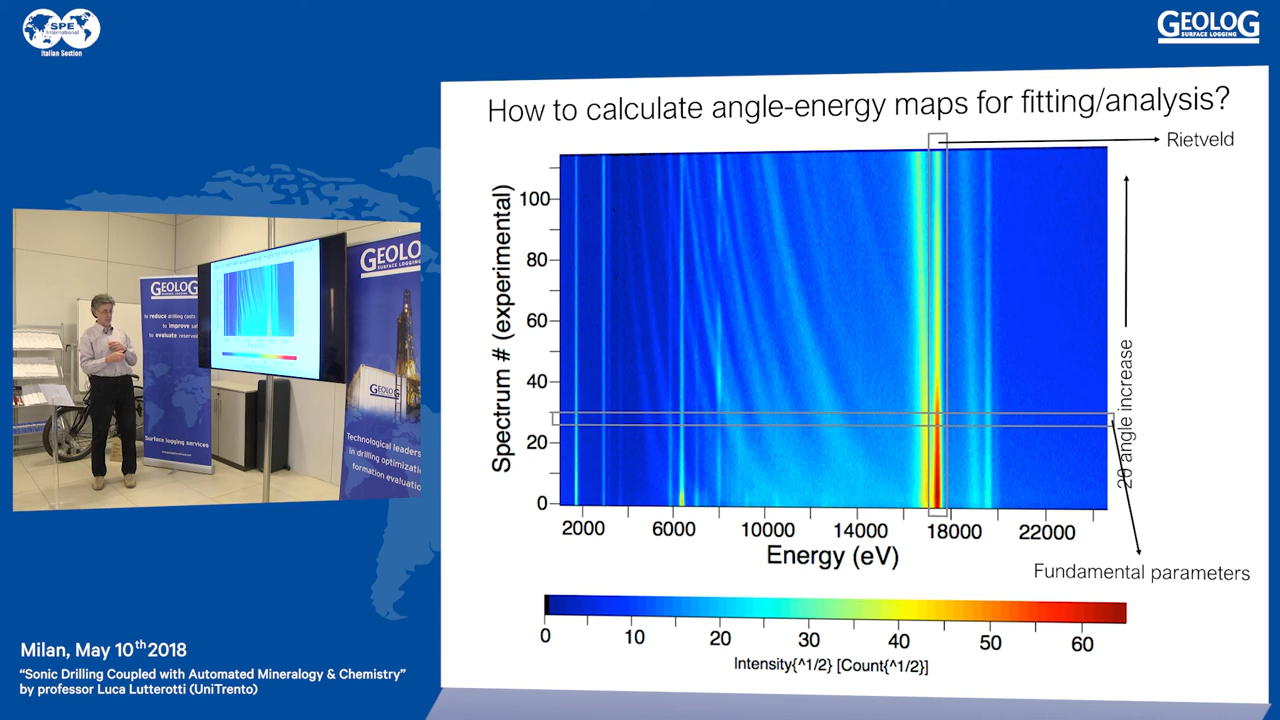 SPE
International
Italian Section
GEOLOG
SURFACE LOGGING
How to calculate angle-energy maps for fitting/analysis?
Rietveld
Spectrum # (experimental)
100
80
60
40
20
0
2θ angle increase
2000
6000
10000
14000
18000
22000
Energy (eV)
Fundamental parameters
0
10
20
30
40
50
60
Intensity{^1/2} [Count{^1/2}]
GEOLOG
to reduce drilling costs
to improve saf
to evaluate reservoi
Surface logging services
GEOLO
SURFACE LOGGING
GEOLOG
Technological leaders
in drilling optimizati
formation evaluati
Milan, May 10th 2018
“Sonic Drilling Coupled with Automated Mineralogy & Chemistry”
by professor Luca Lutterotti (UniTrento)